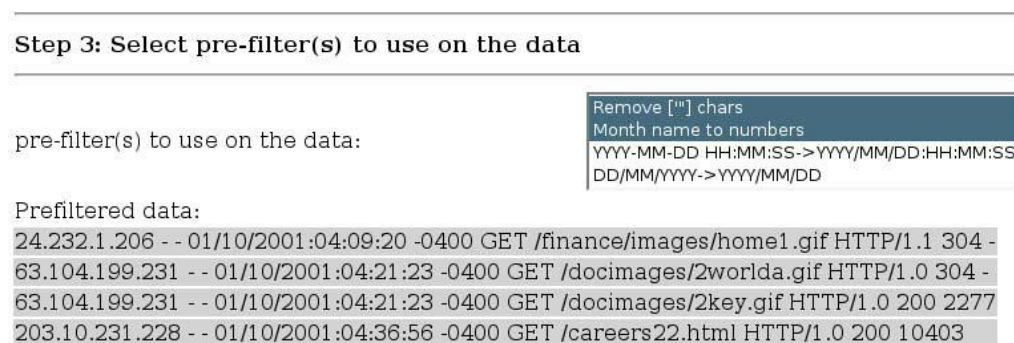 Step 3: Select pre-filter(s) to use on the data
pre-filter(s) to use on the data:
Remove ['"] chars
Month name to numbers
YYYY-MM-DD HH:MM:SS->YYYY/MM/DD:HH:MM:SS
DD/MM/YYYY->YYYY/MM/DD
Prefiltered data:
24.232.1.206 - - 01/10/2001:04:09:20 -0400 GET /finance/images/home1.gif HTTP/1.1 304 -
63.104.199.231 - - 01/10/2001:04:21:23 -0400 GET /docimages/2worlda.gif HTTP/1.0 304 -
63.104.199.231 - - 01/10/2001:04:21:23 -0400 GET /docimages/2key.gif HTTP/1.0 200 2277
203.10.231.228 - - 01/10/2001:04:36:56 -0400 GET /careers22.html HTTP/1.0 200 10403